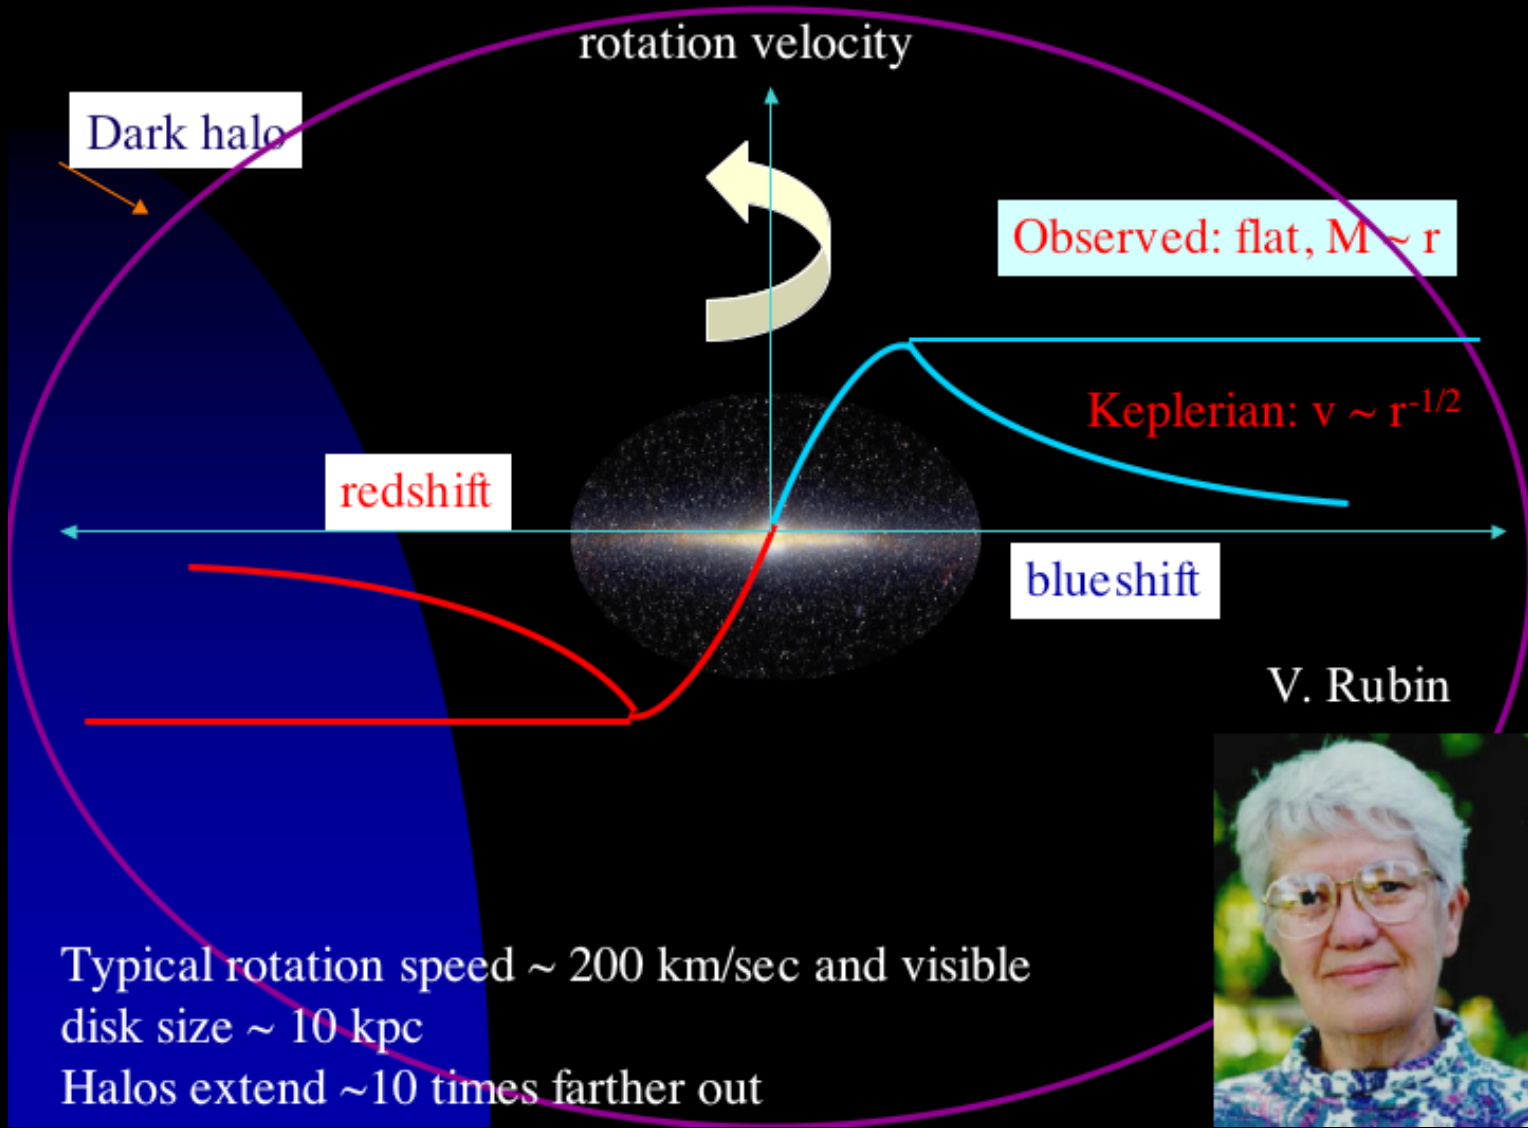 rotation velocity
Dark halo
Observed: flat, M ~ r
Keplerian: v ~ r-1/2
redshift
blueshift
V. Rubin
Typical rotation speed ~ 200 km/sec and visible
disk size ~ 10 kpc
Halos extend ~10 times farther out